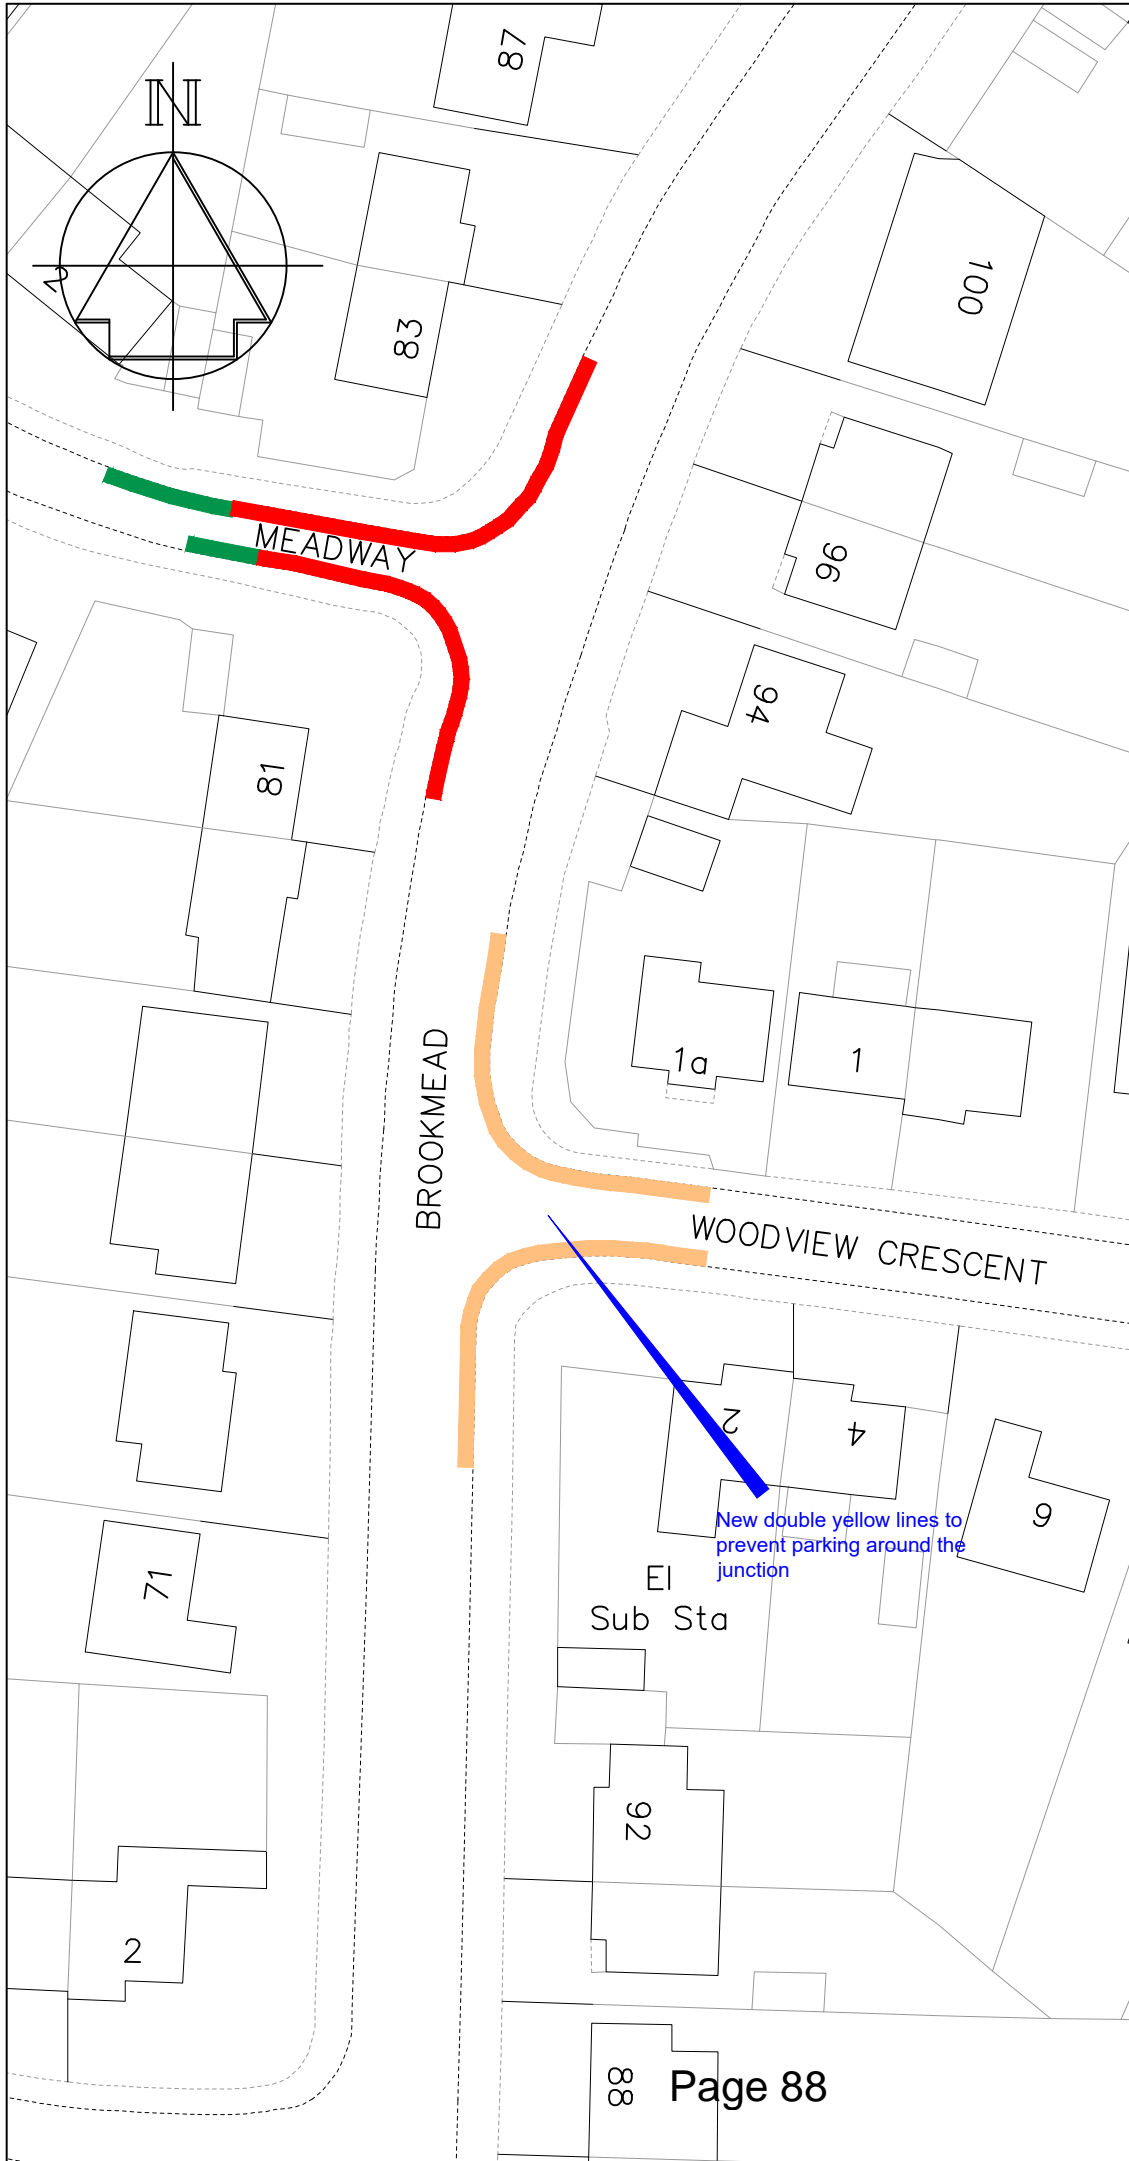 87
N
100
2
83
MEADWAY
96
94
81
1a
1
BROOKMEAD
WOODVIEW CRESCENT
2
4
6
New double yellow lines to
prevent parking around the
junction
71
El
Sub Sta
92
2
88
Page 88